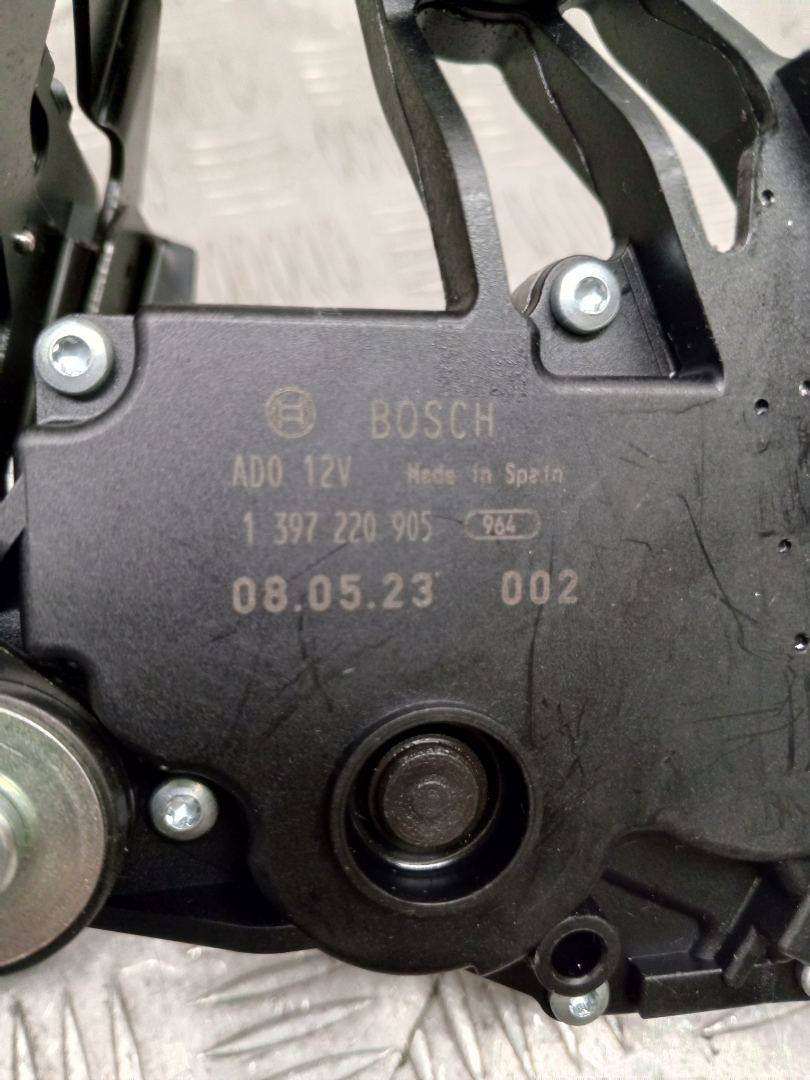 BOSCH
ADO 12V Made in Spain
1 397 220 905 964
08.05.23 002